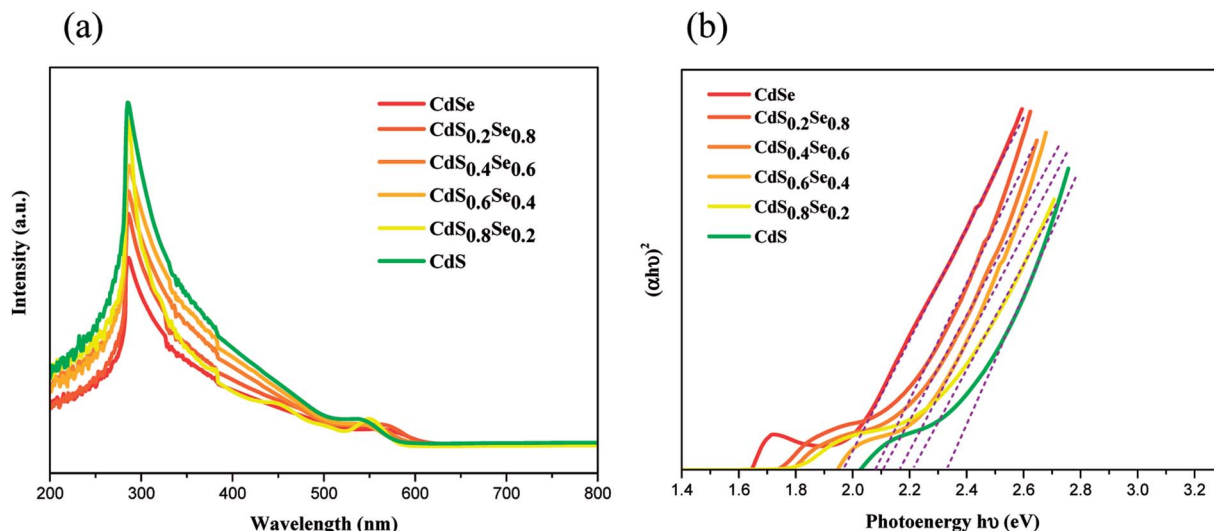 (a)
CdSe
CdS0.2Se0.8
CdS0.4Se0.6
CdS0.6Se0.4
CdS0.8Se0.2
CdS
Intensity (a.u.)
200 300 400 500 600 700 800
Wavelength (nm)
(b)
CdSe
CdS0.2Se0.8
CdS0.4Se0.6
CdS0.6Se0.4
CdS0.8Se0.2
CdS
(αhυ)2
1.4 1.6 1.8 2.0 2.2 2.4 2.6 2.8 3.0 3.2
Photoenergy hυ (eV)